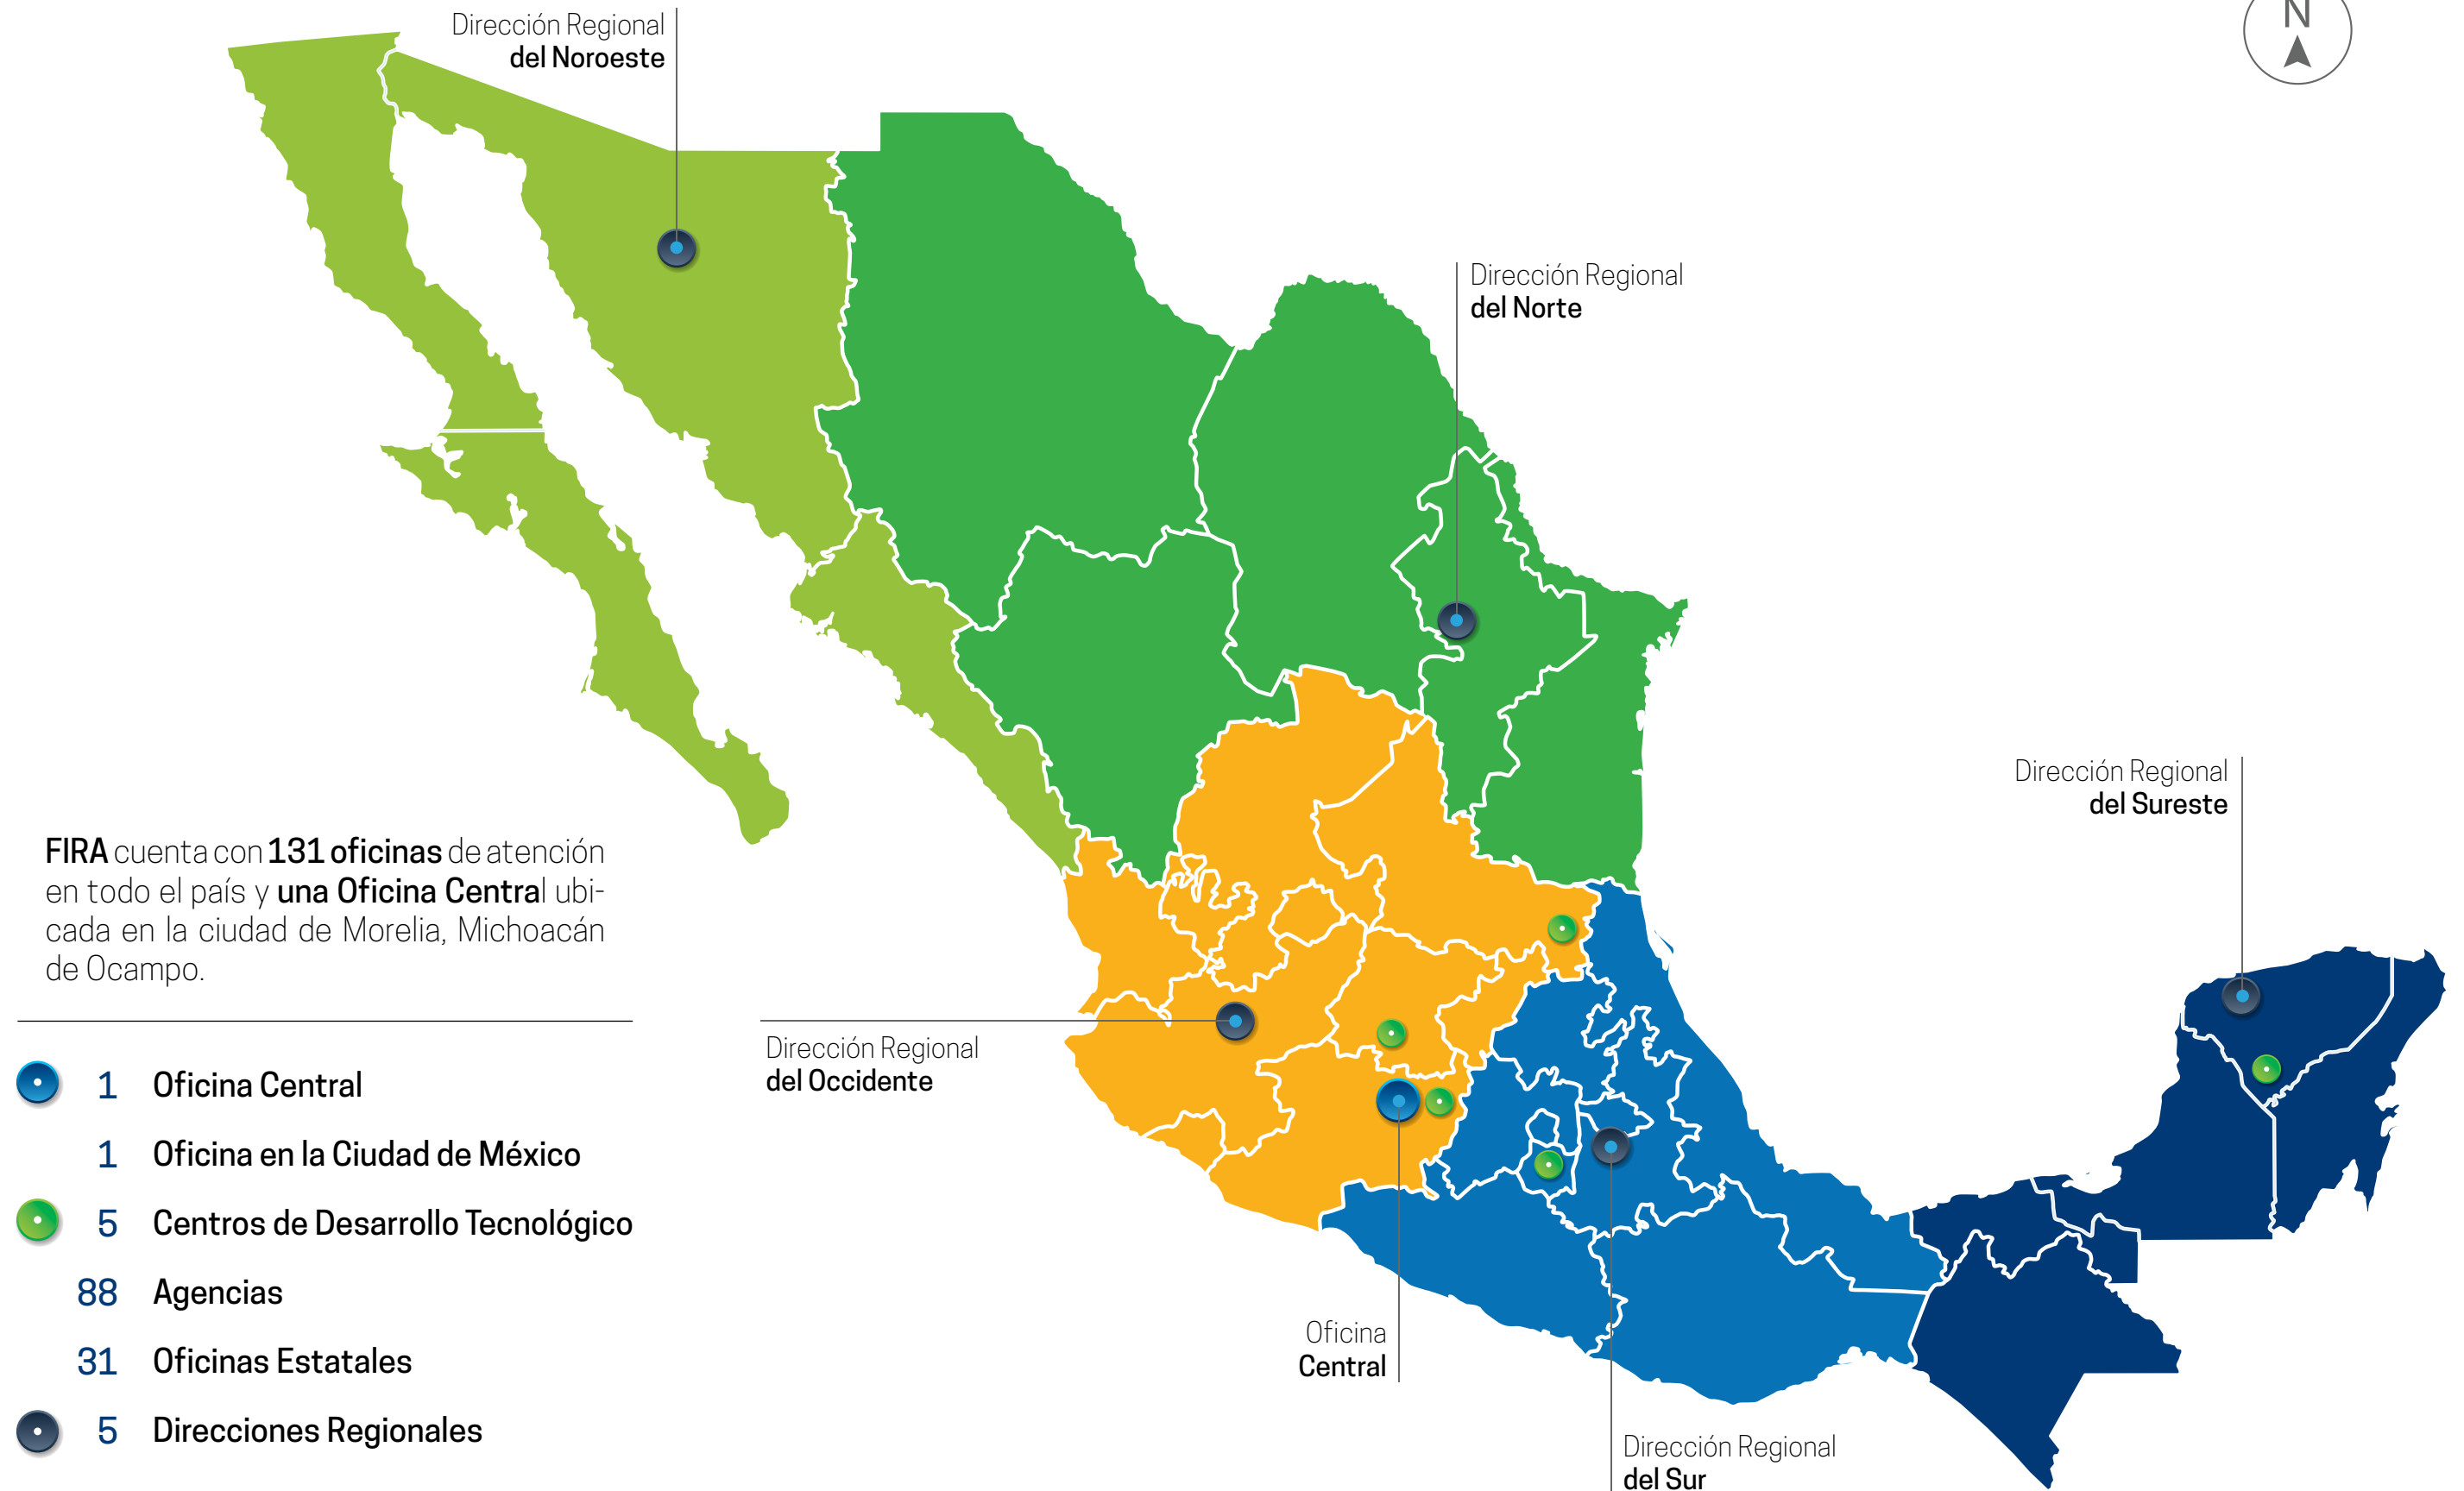 N
Dirección Regional
del Noroeste
Dirección Regional
del Norte
Dirección Regional
del Sureste
FIRA cuenta con 131 oficinas de atención
en todo el país y una Oficina Central ubi-
cada en la ciudad de Morelia, Michoacán
de Ocampo.
Dirección Regional
del Occidente
1 Oficina Central
1 Oficina en la Ciudad de México
5 Centros de Desarrollo Tecnológico
88 Agencias
31 Oficinas Estatales
5 Direcciones Regionales
Oficina
Central
Dirección Regional
del Sur